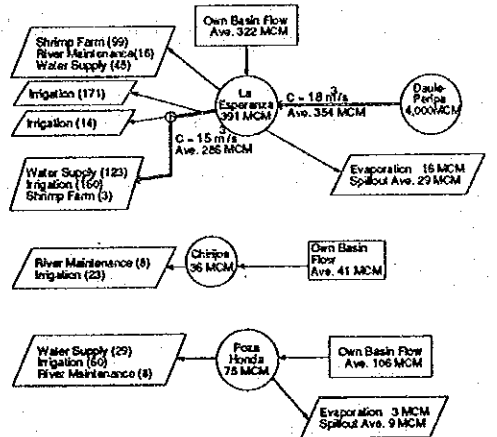 Own Basin Flow
Ave. 322 MCM
Shrimp Farm (99)
River Maintenance(16)
Water Supply (48)
Irrigation (171)
Irrigation (14)
La
Esperanza
391 MCM
C = 18 m³/s
Ave. 354 MCM
Daule-
Peripa
4,000MCM
C = 15 m³/s
Ave. 286 MCM
Water Supply (123)
Irrigation (160)
Shrimp Farm (3)
Evaporation 16 MCM
Spillout Ave. 29 MCM
River Maintenance (8)
Irrigation (23)
Chirijos
36 MCM
Own Basin
Flow
Ave. 41 MCM
Water Supply (29)
Irrigation (60)
River Maintenance (8)
Poza
Honda
75 MCM
Own Basin Flow
Ave. 106 MCM
Evaporation 3 MCM
Spillout Ave. 9 MCM